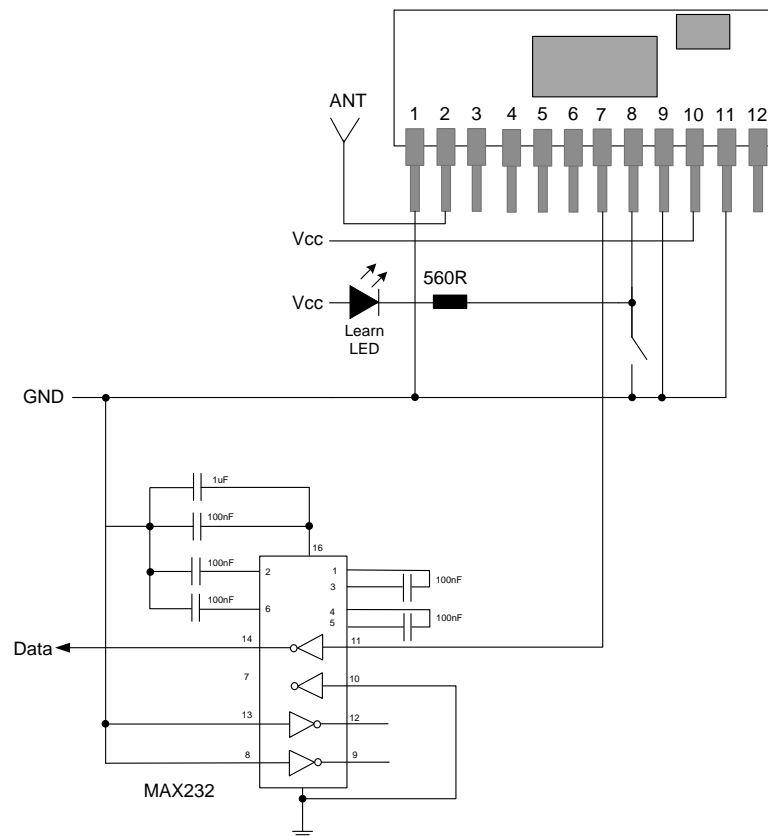 ANT
1 2 3 4 5 6 7 8 9 10 11 12
Vcc
560R
Vcc
Learn
LED
GND
1uF
100nF
16
100nF
2
1
100nF
3
100nF
6
4
100nF
5
Data
14
11
7
10
13
12
8
9
MAX232